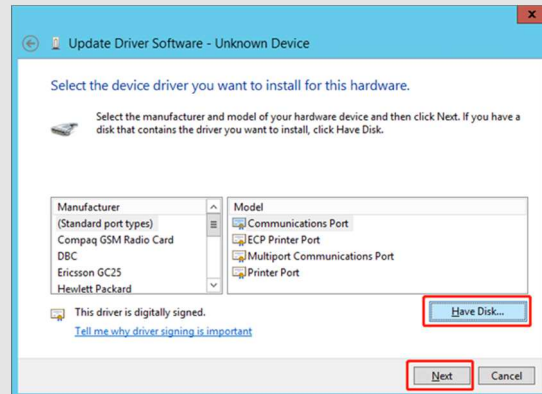 x
Update Driver Software - Unknown Device
Select the device driver you want to install for this hardware.
Select the manufacturer and model of your hardware device and then click Next. If you have a
disk that contains the driver you want to install, click Have Disk.
Manufacturer
(Standard port types)
Compaq GSM Radio Card
DBC
Ericsson GC25
Hewlett Packard
Model
Communications Port
ECP Printer Port
Multiport Communications Port
Printer Port
This driver is digitally signed.
Tell me why driver signing is important
Have Disk...
Next
Cancel